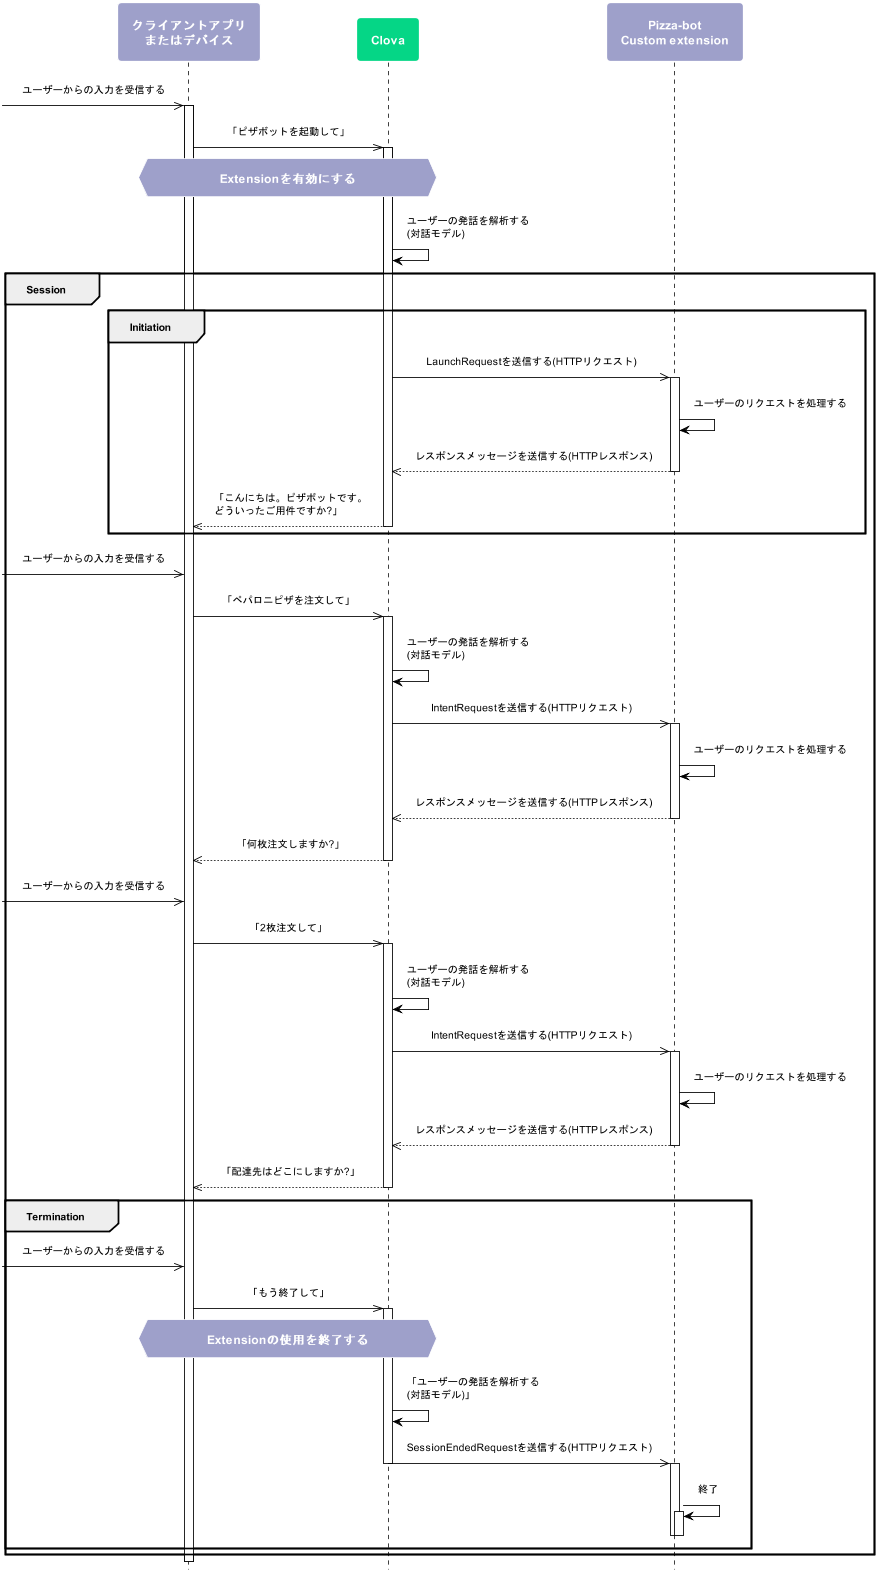 クライアントアプリ
またはデバイス
Clova
Pizza-bot
Custom extension
ユーザーからの入力を受信する
「ピザボットを起動して」
Extensionを有効にする
ユーザーの発話を解析する
(対話モデル)
Session
Initiation
LaunchRequestを送信する(HTTPリクエスト)
ユーザーのリクエストを処理する
レスポンスメッセージを送信する(HTTPレスポンス)
「こんにちは。ピザボットです。
どういったご用件ですか?」
ユーザーからの入力を受信する
「ペパロニピザを注文して」
ユーザーの発話を解析する
(対話モデル)
IntentRequestを送信する(HTTPリクエスト)
ユーザーのリクエストを処理する
レスポンスメッセージを送信する(HTTPレスポンス)
「何枚注文しますか?」
ユーザーからの入力を受信する
「2枚注文して」
ユーザーの発話を解析する
(対話モデル)
IntentRequestを送信する(HTTPリクエスト)
ユーザーのリクエストを処理する
レスポンスメッセージを送信する(HTTPレスポンス)
「配達先はどこにしますか?」
Termination
ユーザーからの入力を受信する
「もう終了して」
Extensionの使用を終了する
「ユーザーの発話を解析する
(対話モデル)」
SessionEndedRequestを送信する(HTTPリクエスト)
終了